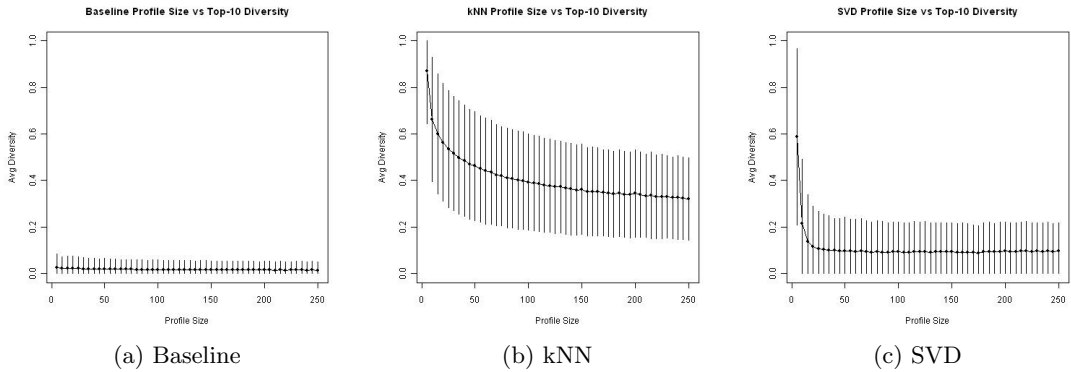 Baseline Profile Size vs Top-10 Diversity
Avg Diversity
1.0
0.8
0.6
0.4
0.2
0.0
0 50 100 150 200 250
Profile Size
(a) Baseline
kNN Profile Size vs Top-10 Diversity
Avg Diversity
1.0
0.8
0.6
0.4
0.2
0.0
0 50 100 150 200 250
Profile Size
(b) kNN
SVD Profile Size vs Top-10 Diversity
Avg Diversity
1.0
0.8
0.6
0.4
0.2
0.0
0 50 100 150 200 250
Profile Size
(c) SVD